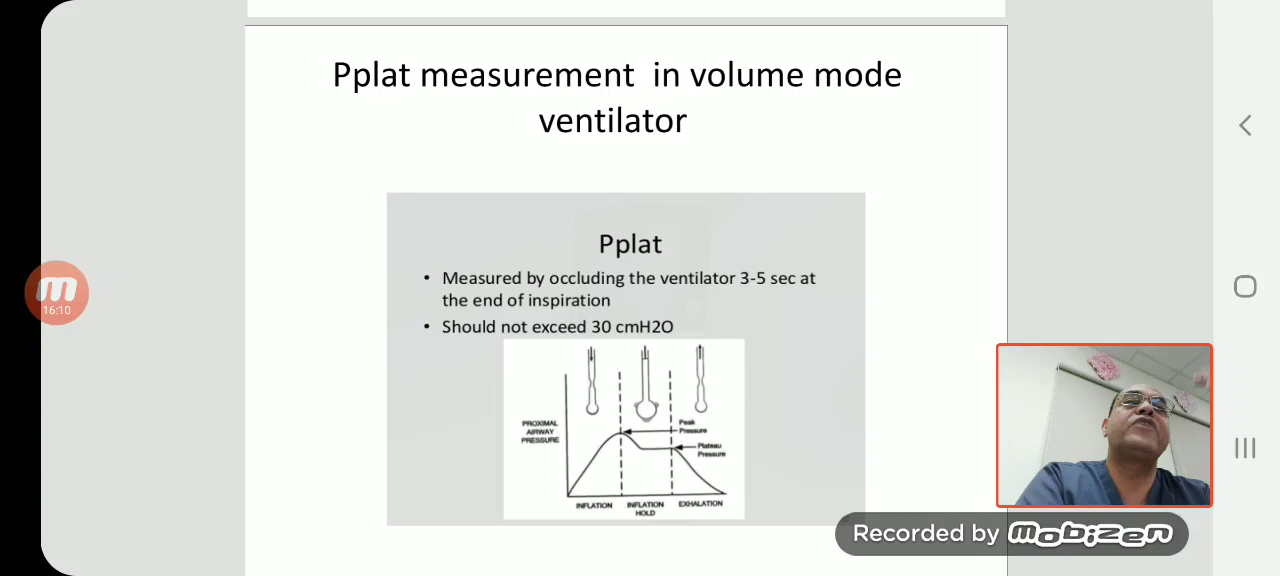 Pplat measurement in volume mode
ventilator
Pplat
• Measured by occluding the ventilator 3-5 sec at
the end of inspiration
• Should not exceed 30 cmH2O
PROXIMAL
AIRWAY
PRESSURE
Peak
Pressure
Plateau
Pressure
INFLATION
INFLATION
HOLD
EXHALATION
m
16:10
Recorded by mobizen